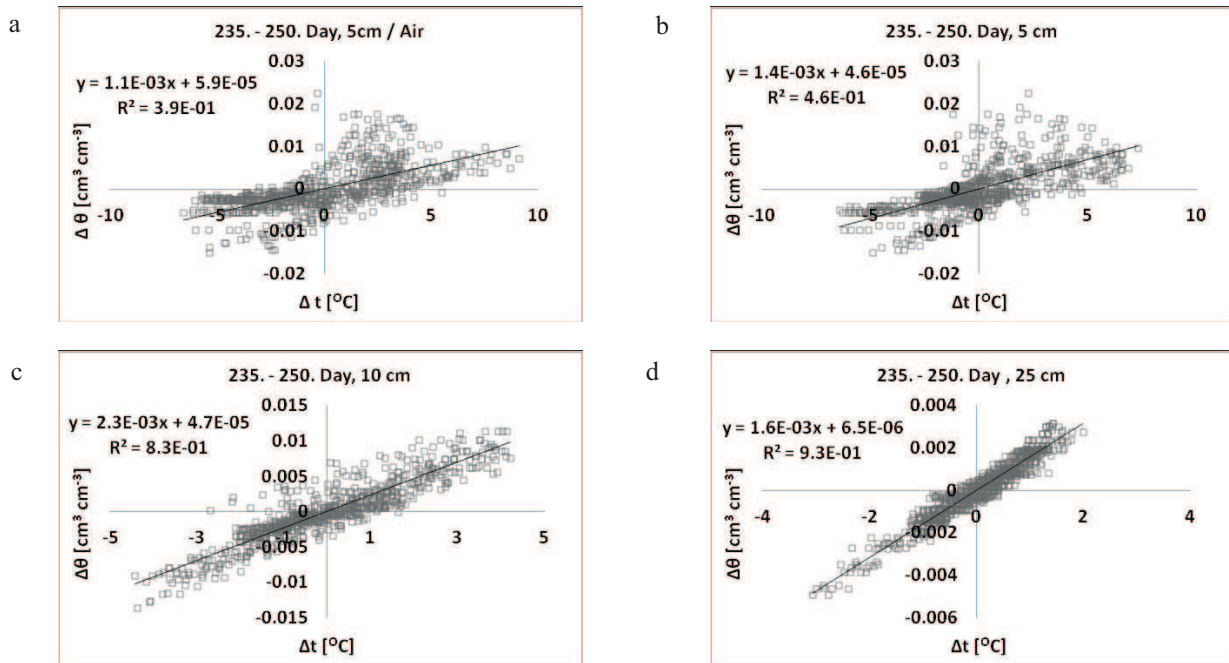 a
235. - 250. Day, 5cm / Air
y = 1.1E-03x + 5.9E-05
R² = 3.9E-01
0.03
0.02
0.01
0
-0.01
-0.02
-10
-5
0
5
10
Δ θ [cm³ cm⁻³]
Δ t [°C]
b
235. - 250. Day, 5 cm
y = 1.4E-03x + 4.6E-05
R² = 4.6E-01
0.03
0.02
0.01
0
-0.01
-0.02
-10
-5
0
5
10
Δθ [cm³ cm⁻³]
Δt [°C]
c
235. - 250. Day, 10 cm
y = 2.3E-03x + 4.7E-05
R² = 8.3E-01
0.015
0.01
0.005
0
-0.005
-0.01
-0.015
-5
-3
-1
1
3
5
Δθ [cm³ cm⁻³]
Δt [°C]
d
235. - 250. Day , 25 cm
y = 1.6E-03x + 6.5E-06
R² = 9.3E-01
0.004
0.002
0
-0.002
-0.004
-0.006
-4
-2
0
2
4
Δθ [cm³ cm⁻³]
Δt [°C]